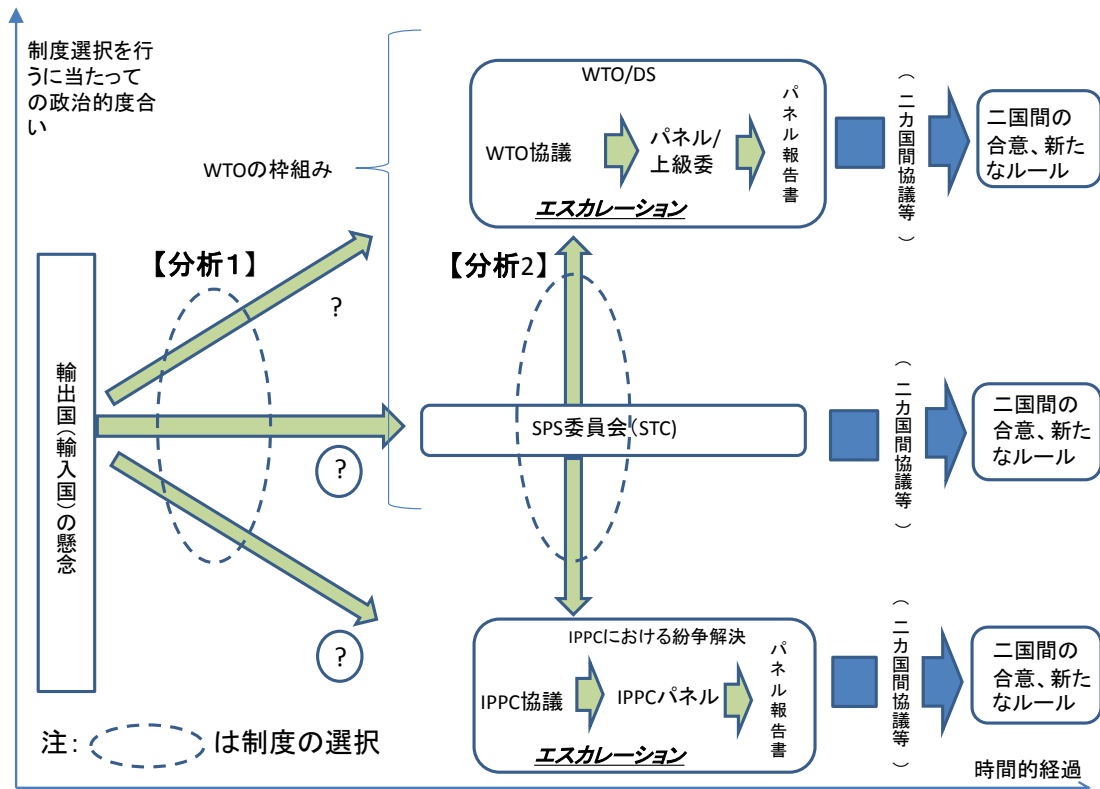 制度選択を行
うに当たって
の政治的度合
い
WTOの枠組み
WTO/DS
WTO協議
パネル/
上級委
パネル報告書
エスカレーション
（二カ国間協議等）
二国間の
合意、新た
なルール
【分析１】
【分析2】
?
輸出国（輸入国）の懸念
?
SPS委員会（STC)
（二カ国間協議等）
二国間の
合意、新た
なルール
?
IPPCにおける紛争解決
IPPC協議
IPPCパネル
パネル報告書
エスカレーション
（二カ国間協議等）
二国間の
合意、新た
なルール
注：
は制度の選択
時間的経過